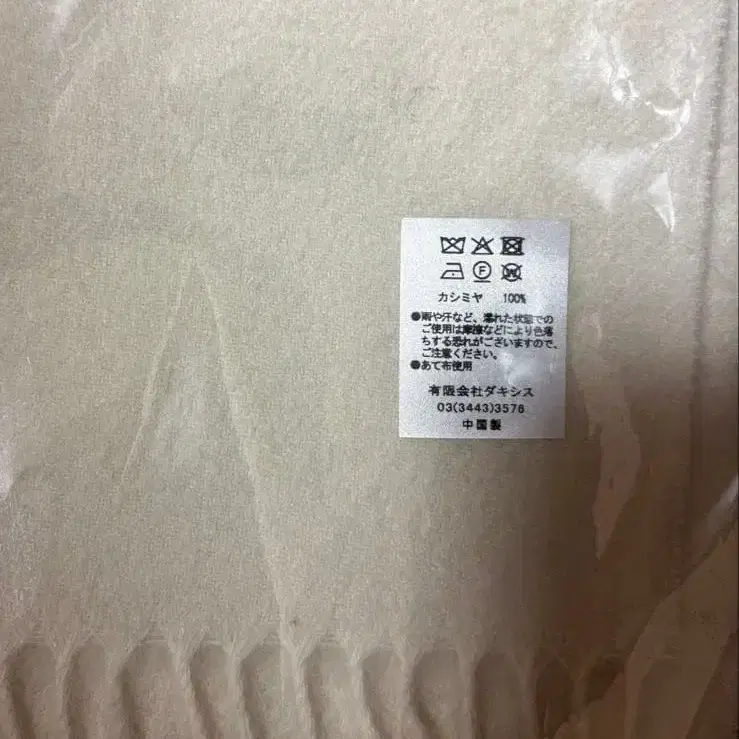 F W
カシミヤ 100%
●雨や汗など、濡れた状態での
ご使用は摩擦などにより色落
ちする恐れがございますので、
ご注意ください。
●あて布使用
有限会社ダキシス
03(3443)3576
中国製